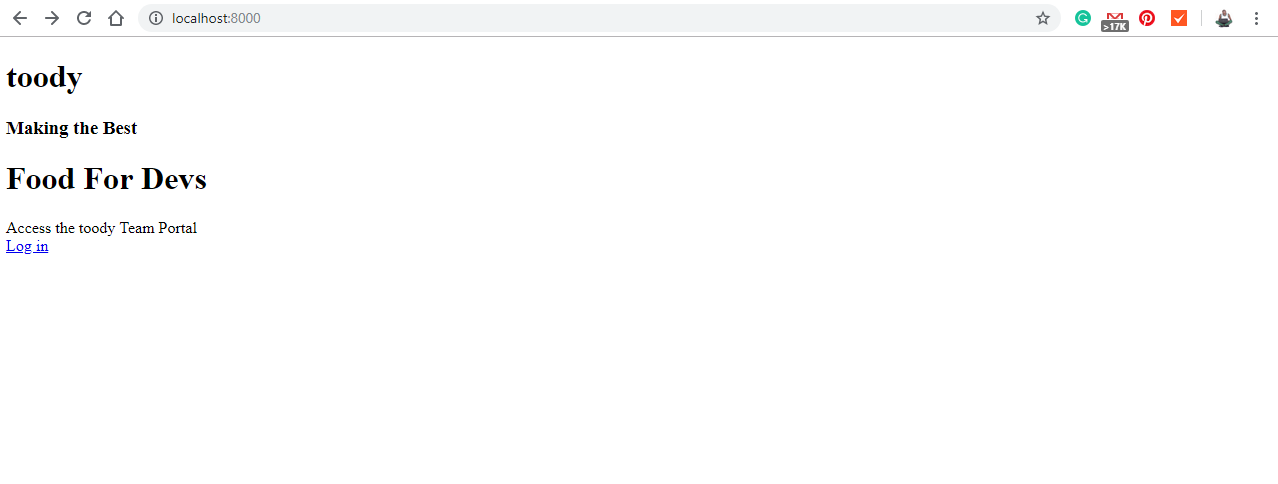 localhost:8000
>17K
toody
Making the Best
Food For Devs
Access the toody Team Portal
Log in